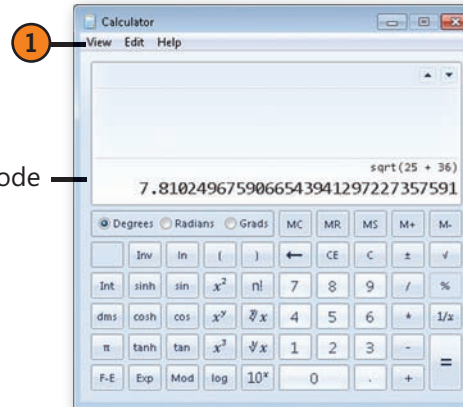 Calculator
1
View Edit Help
sqrt(25 + 36)
7.8102496759066543941297227357591
ode
Degrees Radians Grads MC MR MS M+ M-
Inv ln ( ) ← CE C ± √
Int sinh sin x² n! 7 8 9 / %
dms cosh cos xʸ ʸ√x 4 5 6 * 1/x
π tanh tan x³ ³√x 1 2 3 - =
F-E Exp Mod log 10ˣ 0 . +